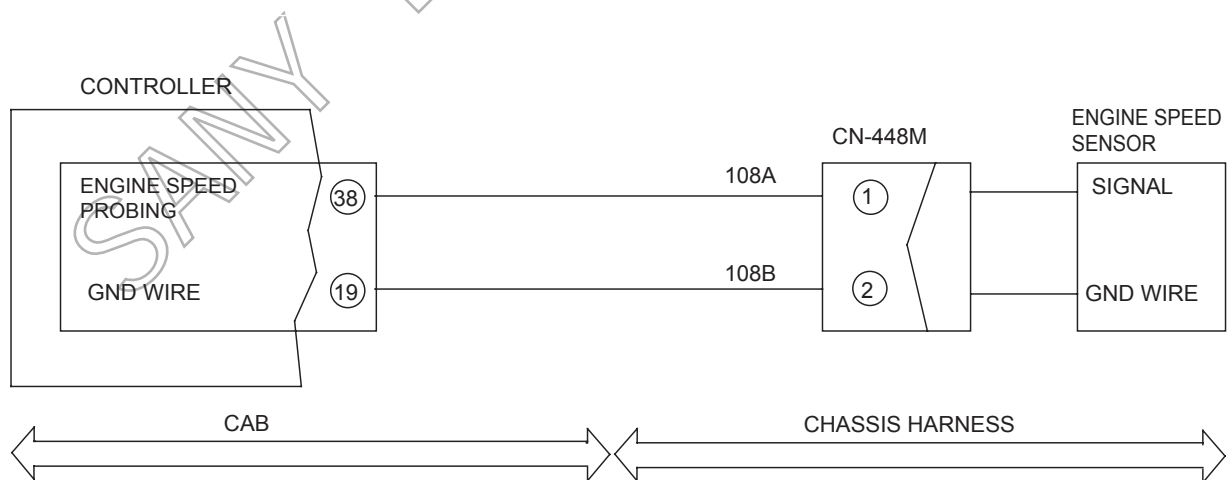 CONTROLLER
ENGINE SPEED
PROBING
38
GND WIRE
19
108A
108B
CN-448M
1
2
ENGINE SPEED
SENSOR
SIGNAL
GND WIRE
CAB
CHASSIS HARNESS
SANY